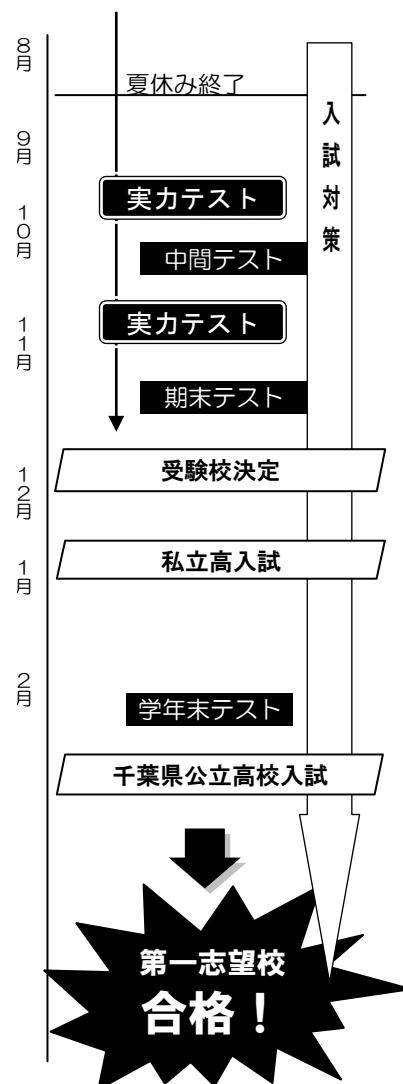 8月
夏休み終了
入試対策
9月
実力テスト
10月
中間テスト
実力テスト
11月
期末テスト
受験校決定
12月
私立高入試
1月
2月
学年末テスト
千葉県公立高校入試
第一志望校
合格！